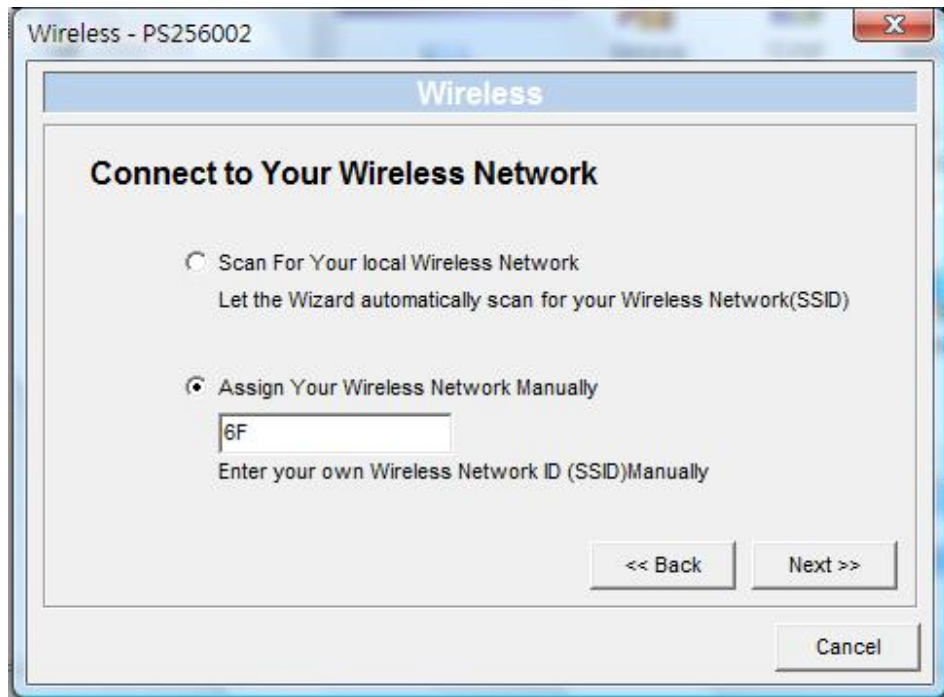 Wireless - PS256002
Wireless
Connect to Your Wireless Network
Scan For Your local Wireless Network
Let the Wizard automatically scan for your Wireless Network(SSID)
Assign Your Wireless Network Manually
6F
Enter your own Wireless Network ID (SSID)Manually
<< Back
Next >>
Cancel